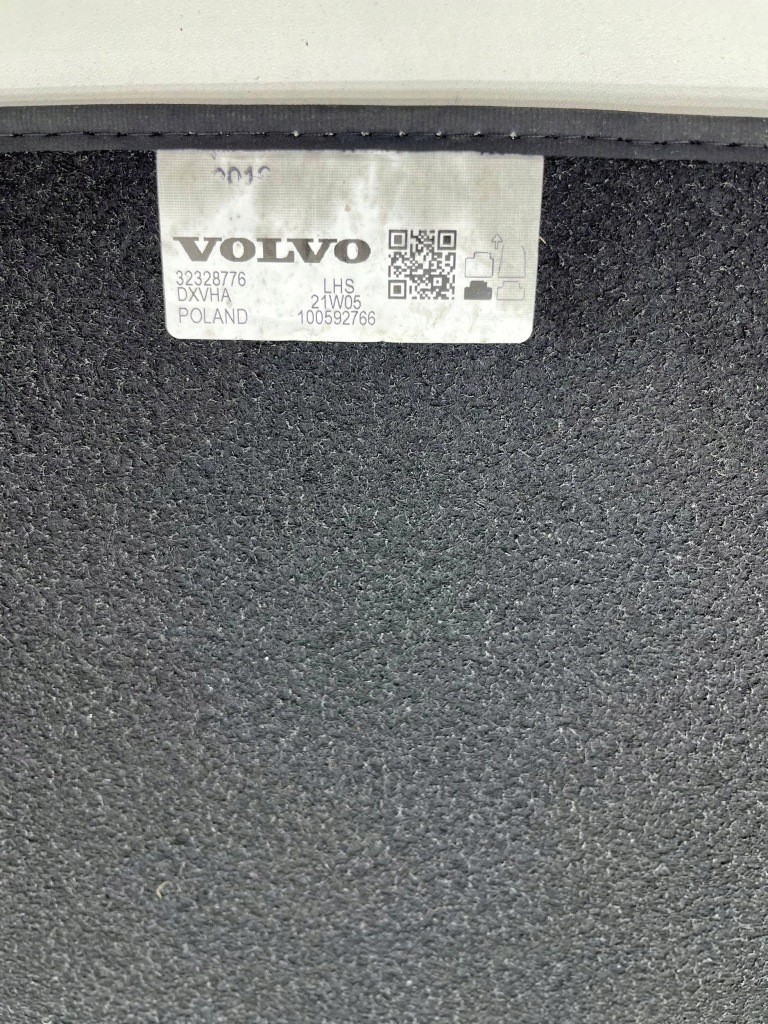 VOLVO
32328776 LHS
DXVHA 21W05
POLAND 100592766